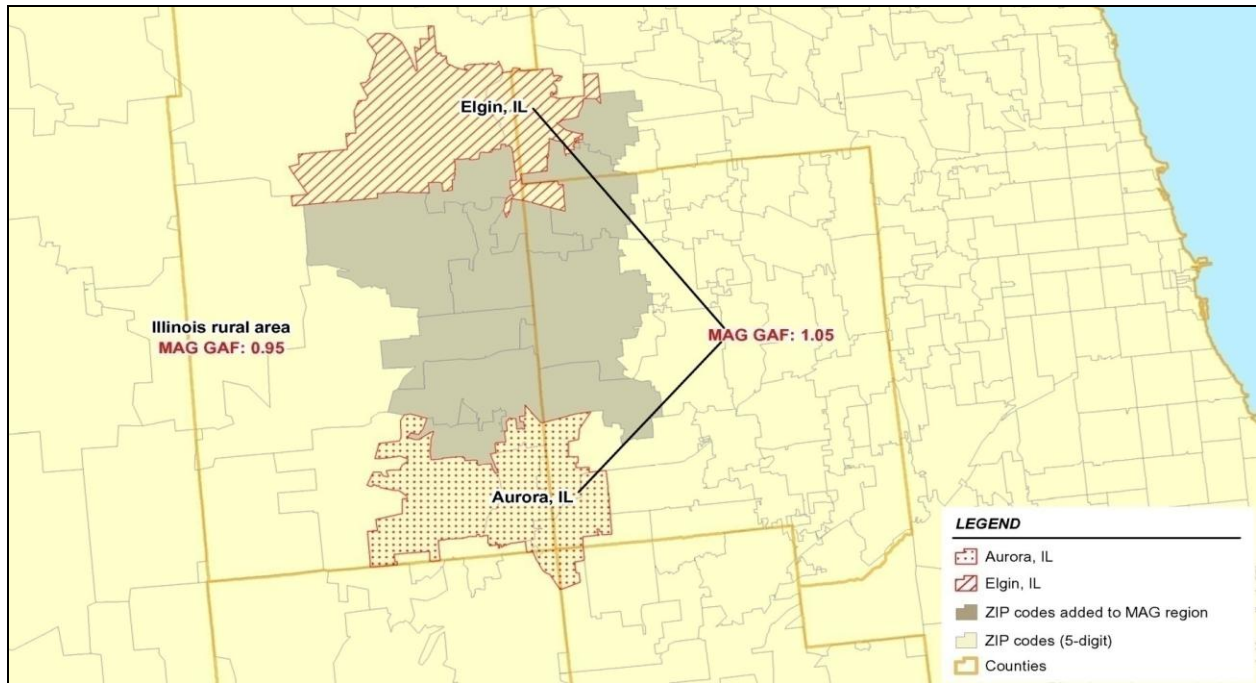 Elgin, IL
Illinois rural area
MAG GAF: 0.95
MAG GAF: 1.05
Aurora, IL
LEGEND
Aurora, IL
Elgin, IL
ZIP codes added to MAG region
ZIP codes (5-digit)
Counties